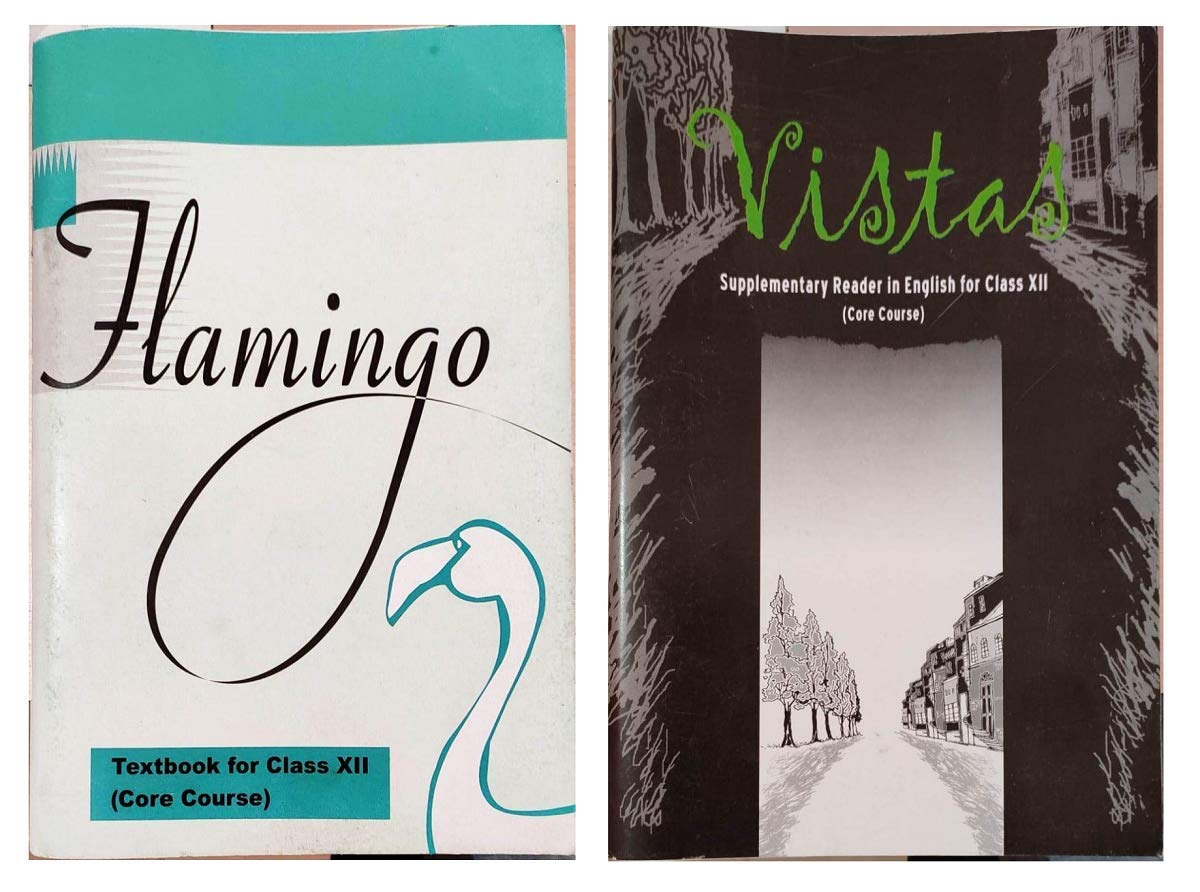 Flamingo
Textbook for Class XII
(Core Course)
Vistas
Supplementary Reader in English for Class XII
(Core Course)